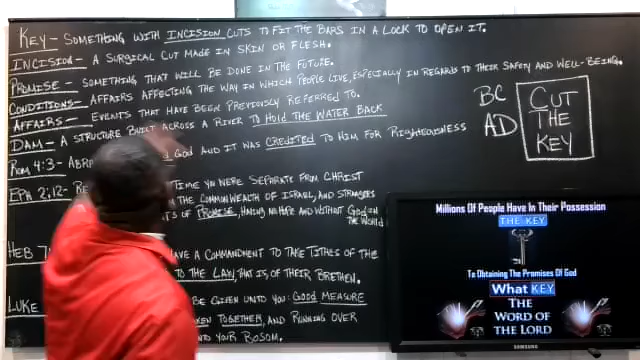 KEY - SOMETHING WITH INCISION CUTS TO FIT THE BARS IN A LOCK TO OPEN IT.
INCISION - A SURGICAL CUT MADE IN SKIN OR FLESH.
PROMISE - SOMETHING THAT WILL BE DONE IN THE FUTURE.
CONDITIONS - AFFAIRS AFFECTING THE WAY IN WHICH PEOPLE LIVE, ESPECIALLY IN REGARDS TO THEIR SAFETY AND WELL-BEING.
AFFAIRS - EVENTS THAT HAVE BEEN PREVIOUSLY REFERRED TO.
DAM - A STRUCTURE BUILT ACROSS A RIVER TO HOLD THE WATER BACK
ROM 4:3 - ABRA GOD AND IT WAS CREDITED TO HIM FOR RIGHTEOUSNESS
EPH 2:12 - TIME YE WERE SEPARATE FROM CHRIST
THE COMMONWEALTH OF ISRAEL, AND STRANGERS
OF PROMISE, HAVING NO HOPE AND WITHOUT GOD IN
THE WORLD
HEB HAVE A COMMANDMENT TO TAKE TITHES OF THE
TO THE LAW, THAT IS, OF THEIR BRETHEN.
LUKE BE GIVEN UNTO YOU: GOOD MEASURE
TOGETHER, AND RUNNING OVER
YOUR BOSOM.
BC
AD
CUT
THE
KEY
Millions Of People Have In Their Possession
THE KEY
To Obtaining The Promises Of God
What KEY
THE
WORD OF
THE LORD
SAMSUNG